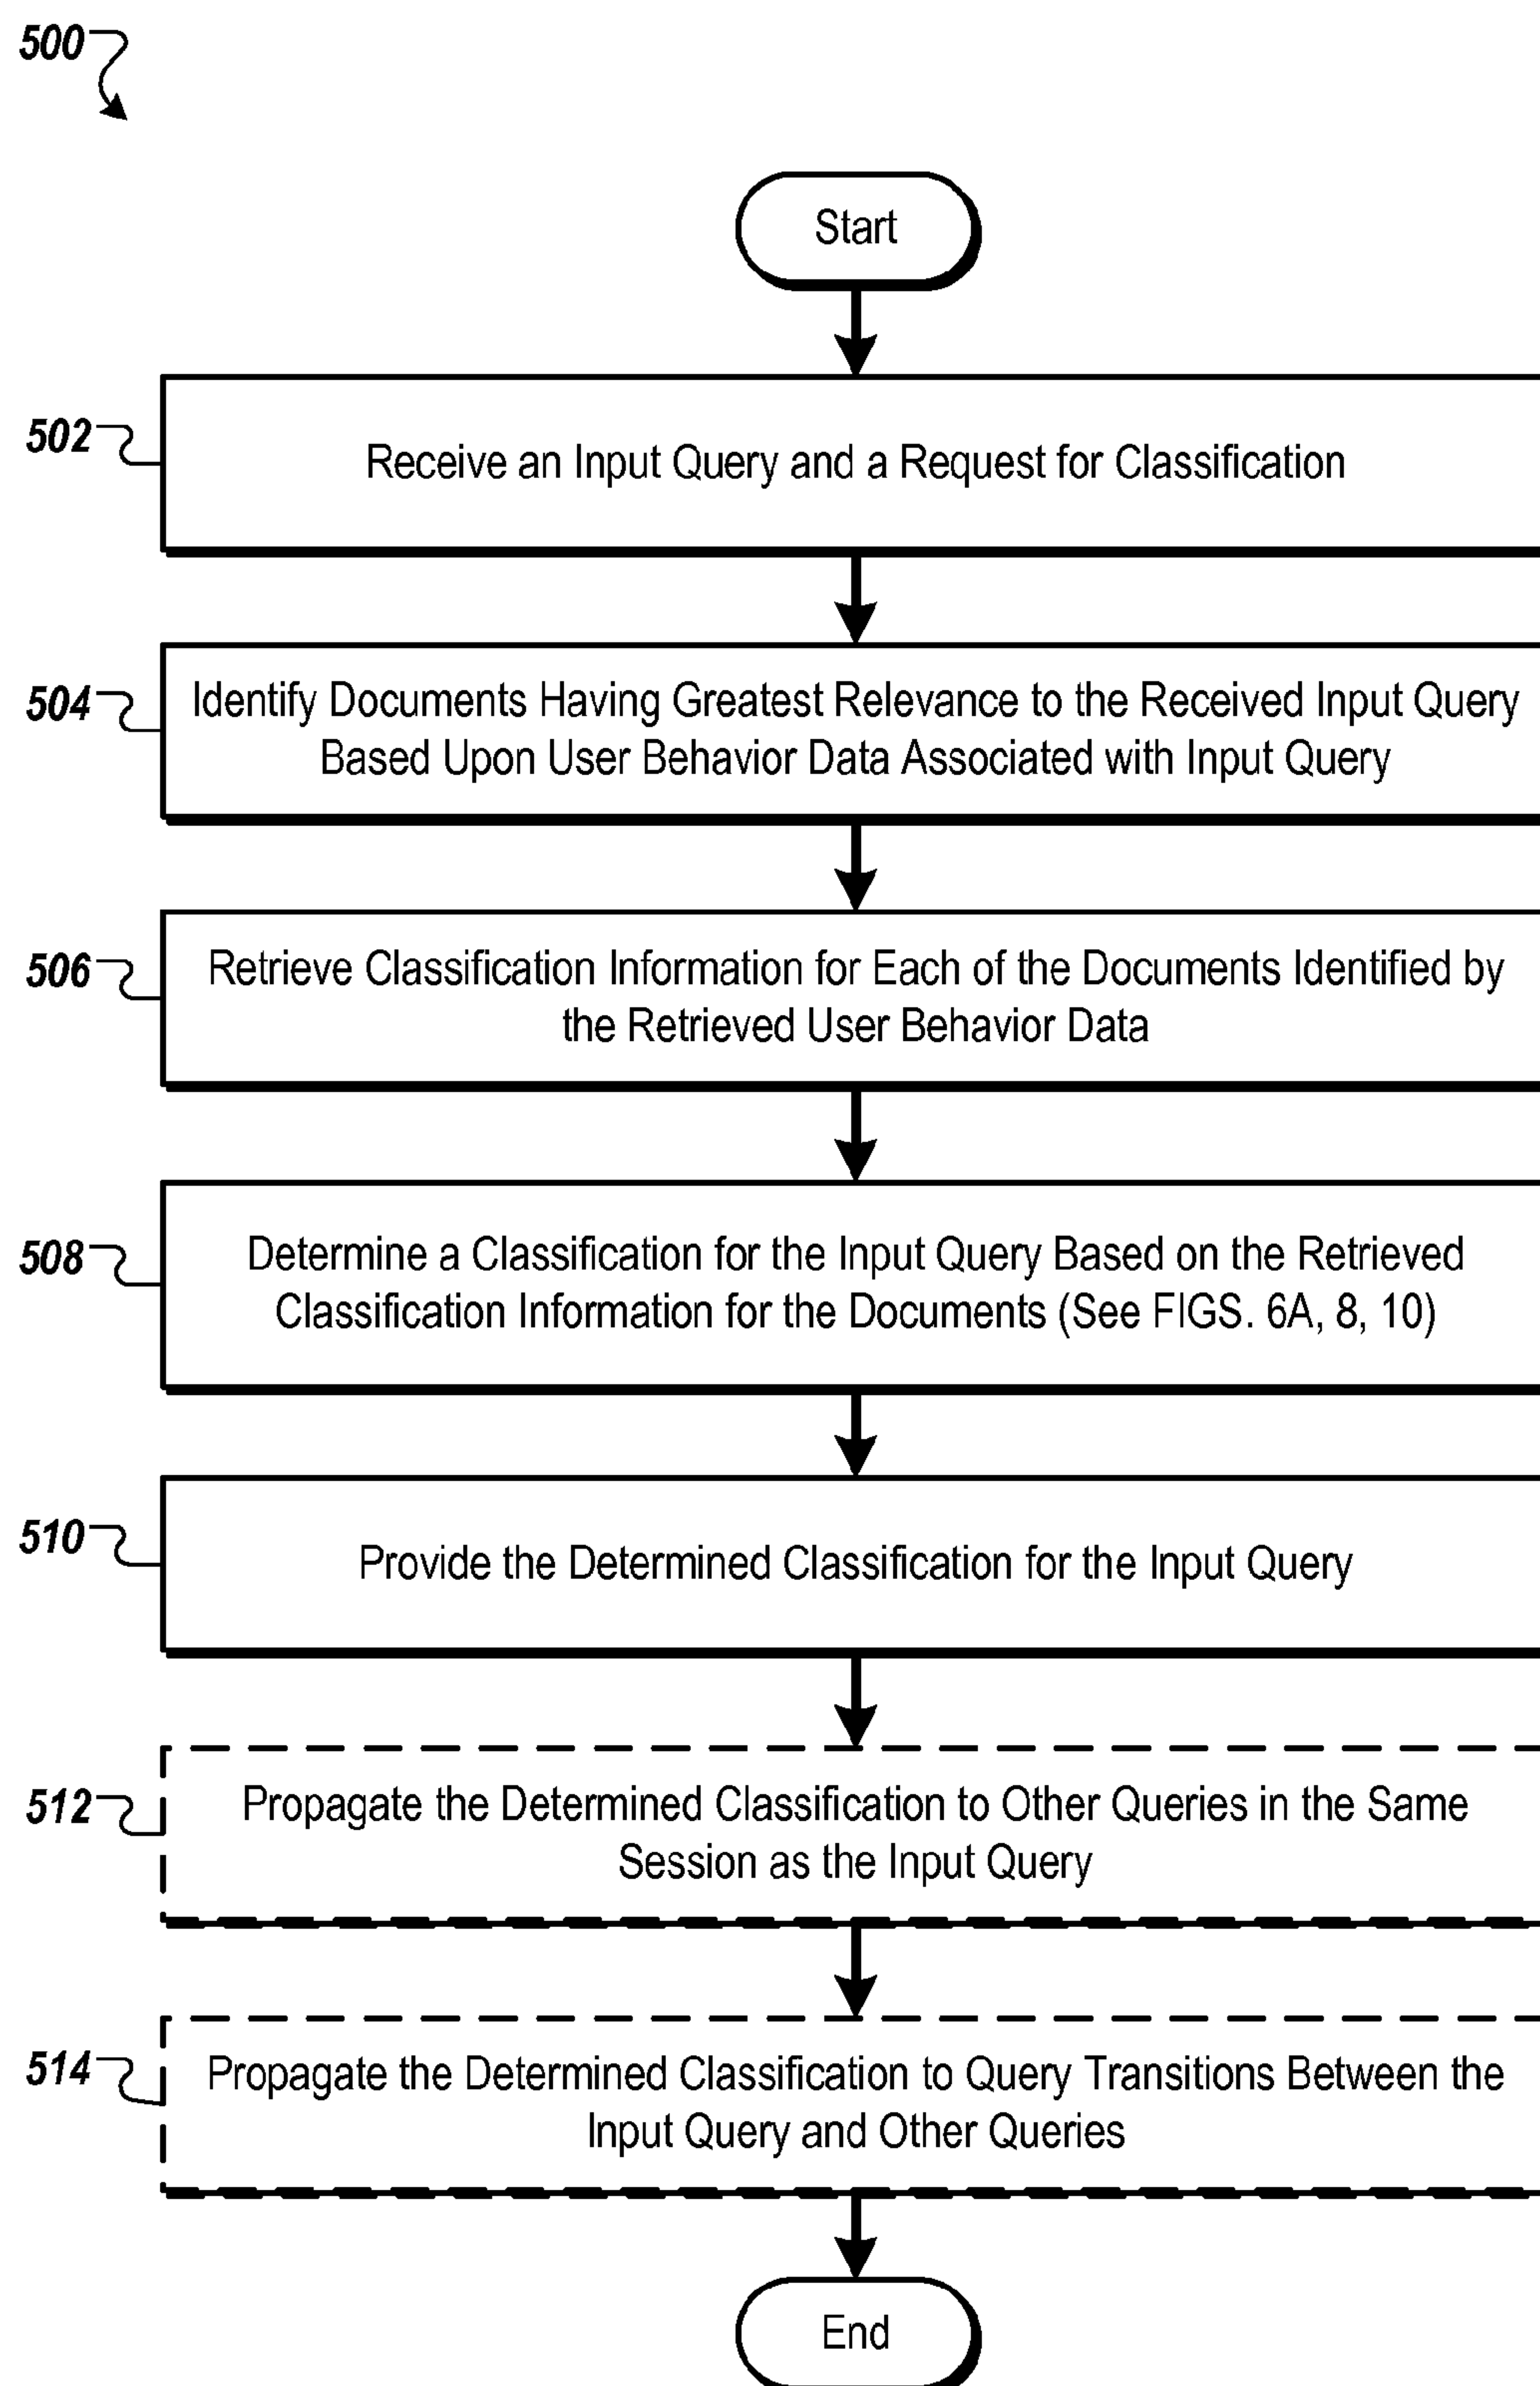 500
Start
502
Receive an Input Query and a Request for Classification
504
Identify Documents Having Greatest Relevance to the Received Input Query
Based Upon User Behavior Data Associated with Input Query
506
Retrieve Classification Information for Each of the Documents Identified by
the Retrieved User Behavior Data
508
Determine a Classification for the Input Query Based on the Retrieved
Classification Information for the Documents (See FIGS. 6A, 8, 10)
510
Provide the Determined Classification for the Input Query
512
Propagate the Determined Classification to Other Queries in the Same
Session as the Input Query
514
Propagate the Determined Classification to Query Transitions Between the
Input Query and Other Queries
End